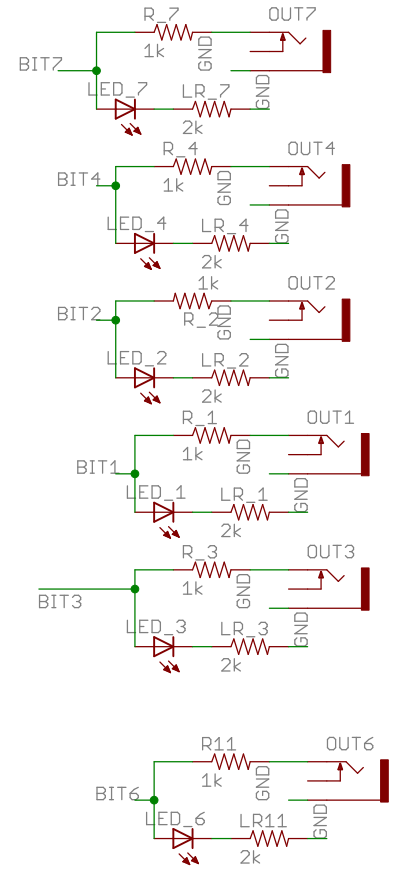 R_7 OUT7
1k GND
BIT7
LED_7 LR_7 GND
2k
R_4 OUT4
1k GND
BIT4
LED_4 LR_4 GND
2k
1k OUT2
BIT2 R_2 GND
LED_2 LR_2 GND
2k
R_1 OUT1
1k GND
BIT1
LED_1 LR_1 GND
2k
R_3 OUT3
1k GND
BIT3
LED_3 LR_3 GND
2k
R11 OUT6
1k GND
BIT6
LED_6 LR11 GND
2k